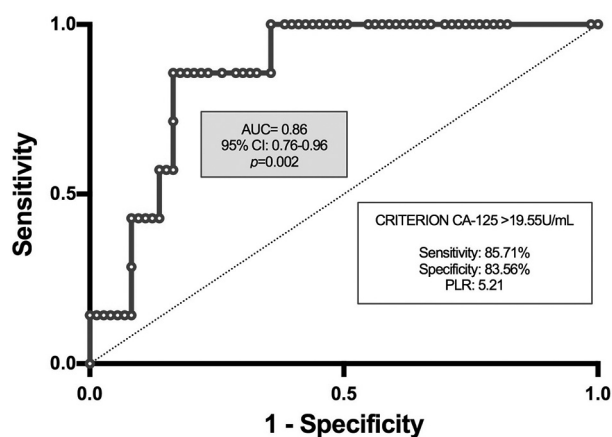 1.0
AUC= 0.86
95% CI: 0.76-0.96
p=0.002
Sensitivity
0.5
CRITERION CA-125 >19.55U/mL
Sensitivity: 85.71%
Specificity: 83.56%
PLR: 5.21
0.0
0.0 0.5 1.0
1 - Specificity